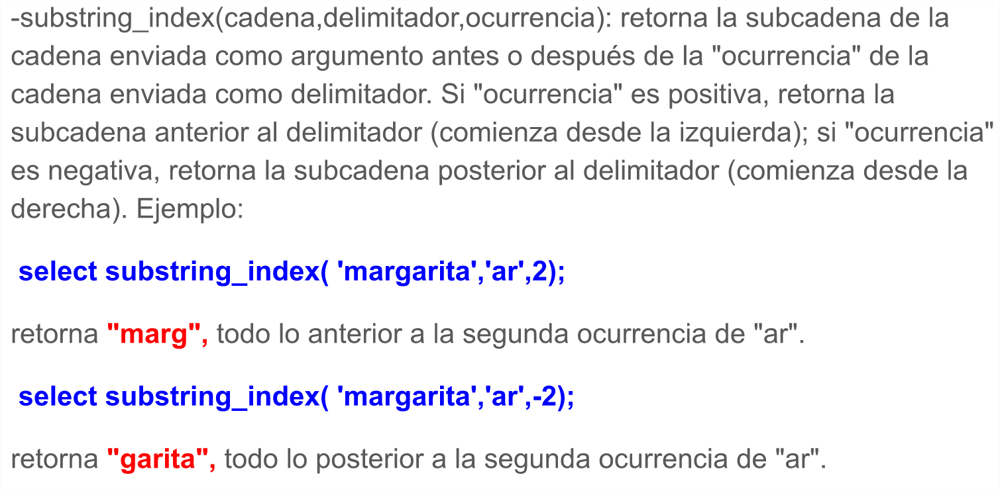 -substring_index(cadena,delimitador,ocurrencia): retorna la subcadena de la
cadena enviada como argumento antes o después de la "ocurrencia" de la
cadena enviada como delimitador. Si "ocurrencia" es positiva, retorna la
subcadena anterior al delimitador (comienza desde la izquierda); si "ocurrencia"
es negativa, retorna la subcadena posterior al delimitador (comienza desde la
derecha). Ejemplo:
select substring_index( 'margarita','ar',2);
retorna "marg", todo lo anterior a la segunda ocurrencia de "ar".
select substring_index( 'margarita','ar',-2);
retorna "garita", todo lo posterior a la segunda ocurrencia de "ar".